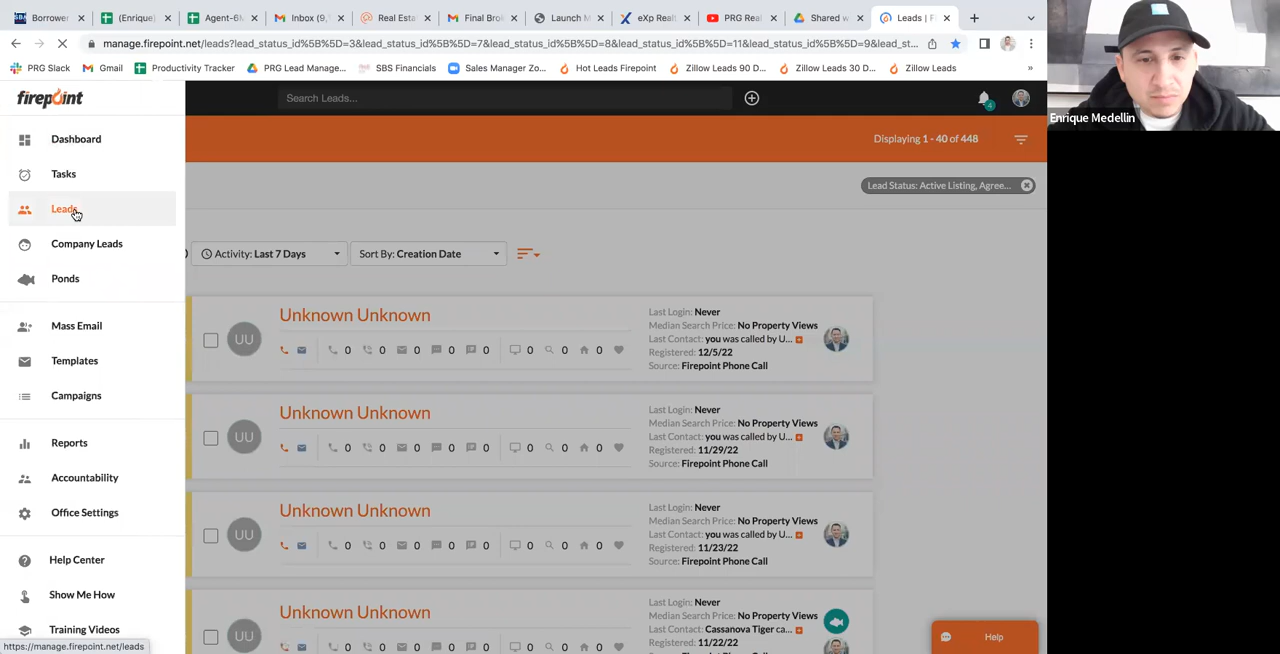 Borrower
(Enrique)
Agent-6M
Inbox (9,
Real Esta
Final Brok
Launch M
eXp Realt
PRG Real
Shared w
Leads | F
manage.firepoint.net/leads?lead_status_id%5B%5D=3&lead_status_id%5B%5D=7&lead_status_id%5B%5D=8&lead_status_id%5B%5D=11&lead_status_id%5B%5D=9&lead_st...
PRG Slack
Gmail
Productivity Tracker
PRG Lead Manage...
SBS Financials
Sales Manager Zo...
Hot Leads Firepoint
Zillow Leads 90 D...
Zillow Leads 30 D...
Zillow Leads
»
firepoint
Search Leads...
4
Enrique Medellin
Dashboard
Displaying 1 - 40 of 448
Tasks
Lead Status: Active Listing, Agree...
Leads
Company Leads
Activity: Last 7 Days
Sort By: Creation Date
Ponds
Mass Email
Templates
Campaigns
Reports
Accountability
Office Settings
Help Center
Show Me How
Training Videos
UU
Unknown Unknown
0 0 0 0 0 0 0 0
Last Login: Never
Median Search Price: No Property Views
Last Contact: you was called by U...
Registered: 12/5/22
Source: Firepoint Phone Call
UU
Unknown Unknown
0 0 0 0 0 0 0 0
Last Login: Never
Median Search Price: No Property Views
Last Contact: you was called by U...
Registered: 11/29/22
Source: Firepoint Phone Call
UU
Unknown Unknown
0 0 0 0 0 0 0 0
Last Login: Never
Median Search Price: No Property Views
Last Contact: you was called by U...
Registered: 11/23/22
Source: Firepoint Phone Call
UU
Unknown Unknown
0 0 0 0 0 0 0 0
Last Login: Never
Median Search Price: No Property Views
Last Contact: Cassanova Tiger ca...
Registered: 11/22/22
Help
https://manage.firepoint.net/leads